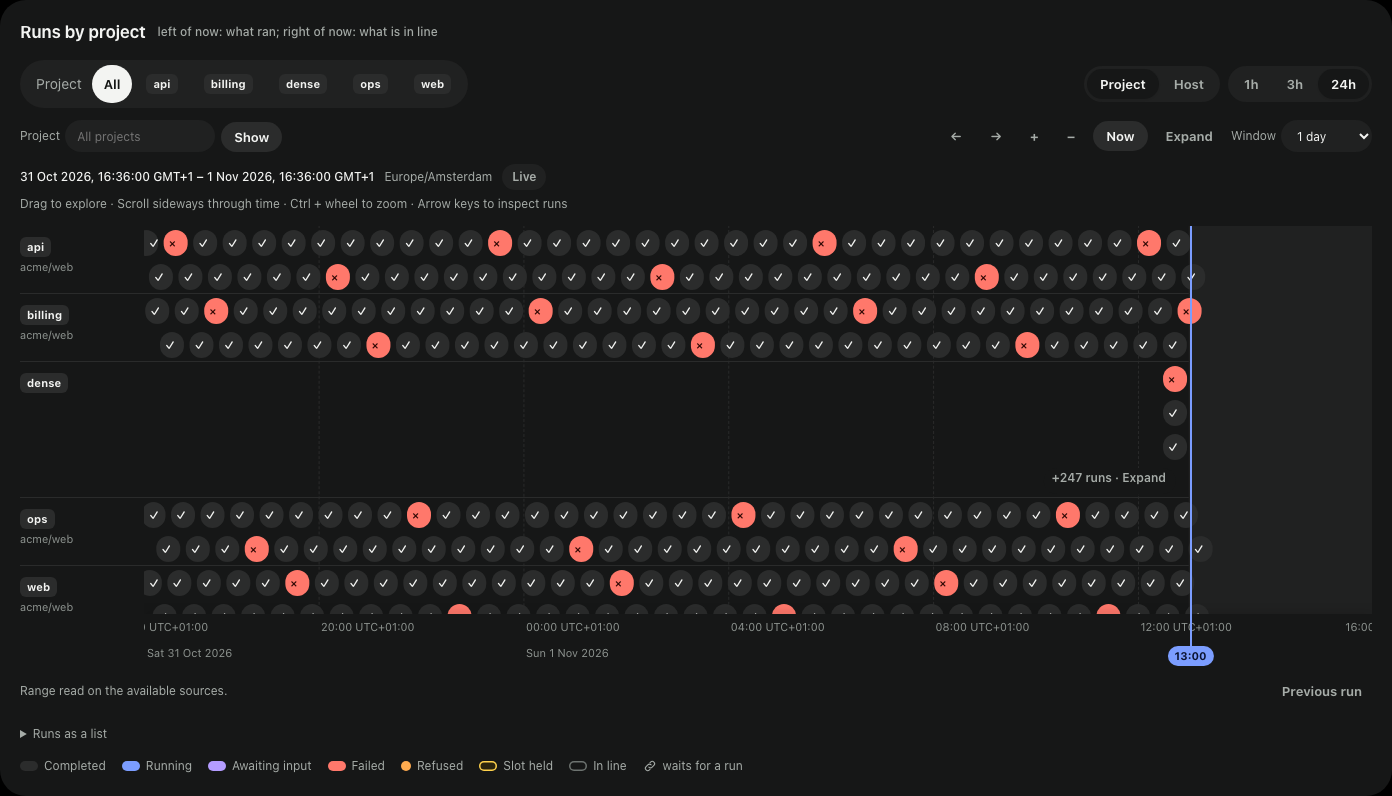 Runs by project left of now: what ran; right of now: what is in line
Project All api billing dense ops web Project Host 1h 3h 24h
Project All projects Show ← → + − Now Expand Window 1 day
31 Oct 2026, 16:36:00 GMT+1 – 1 Nov 2026, 16:36:00 GMT+1 Europe/Amsterdam Live
Drag to explore · Scroll sideways through time · Ctrl + wheel to zoom · Arrow keys to inspect runs
api
acme/web
billing
acme/web
dense
+247 runs · Expand
ops
acme/web
web
acme/web
UTC+01:00 20:00 UTC+01:00 00:00 UTC+01:00 04:00 UTC+01:00 08:00 UTC+01:00 12:00 UTC+01:00 16:00
Sat 31 Oct 2026 Sun 1 Nov 2026 13:00
Range read on the available sources. Previous run
Runs as a list
Completed Running Awaiting input Failed Refused Slot held In line waits for a run